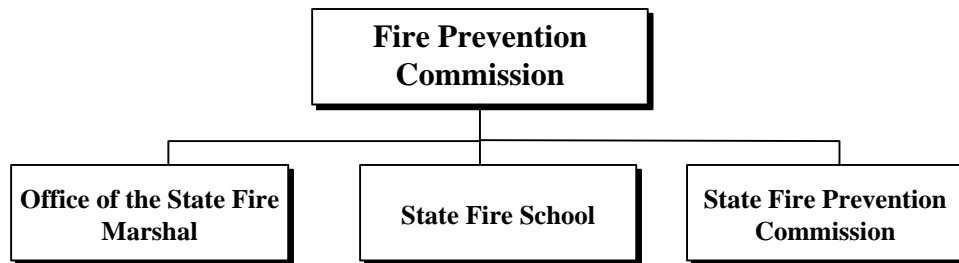 Fire Prevention
Commission
Office of the State Fire
Marshal
State Fire School
State Fire Prevention
Commission